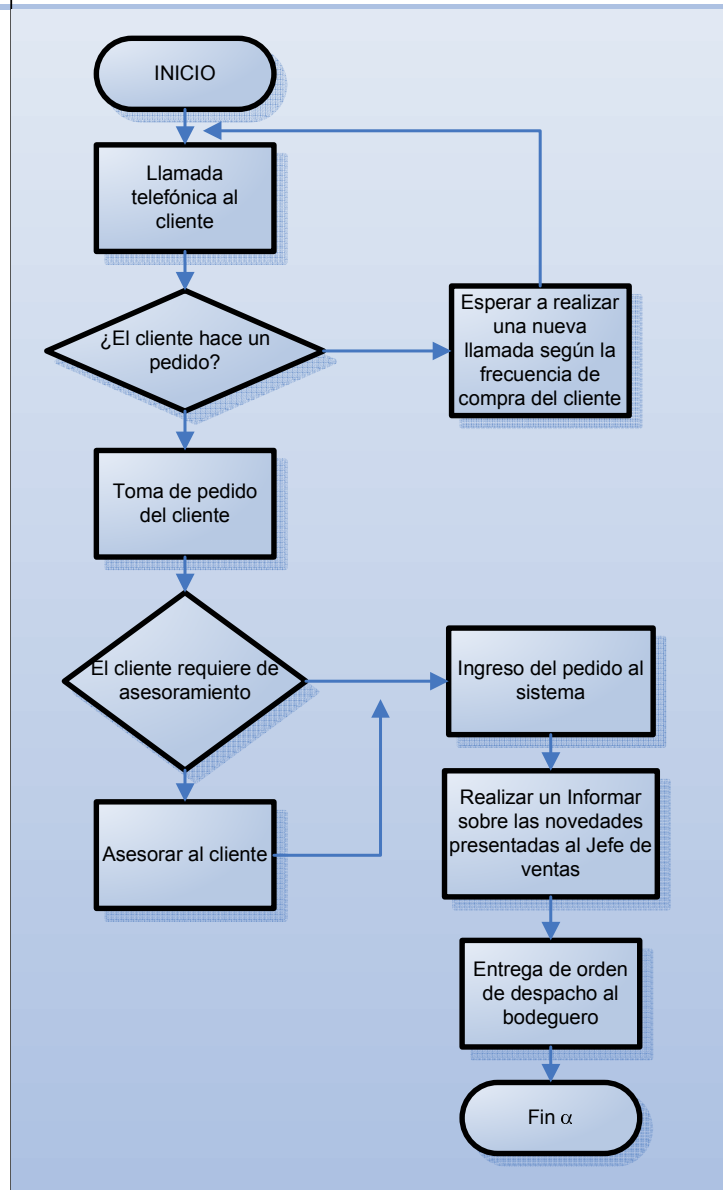 INICIO
Llamada
telefónica al
cliente
¿El cliente hace un
pedido?
Esperar a realizar
una nueva
llamada según la
frecuencia de
compra del cliente
Toma de pedido
del cliente
El cliente requiere de
asesoramiento
Asesorar al cliente
Ingreso del pedido al
sistema
Realizar un Informar
sobre las novedades
presentadas al Jefe de
ventas
Entrega de orden
de despacho al
bodeguero
Fin α